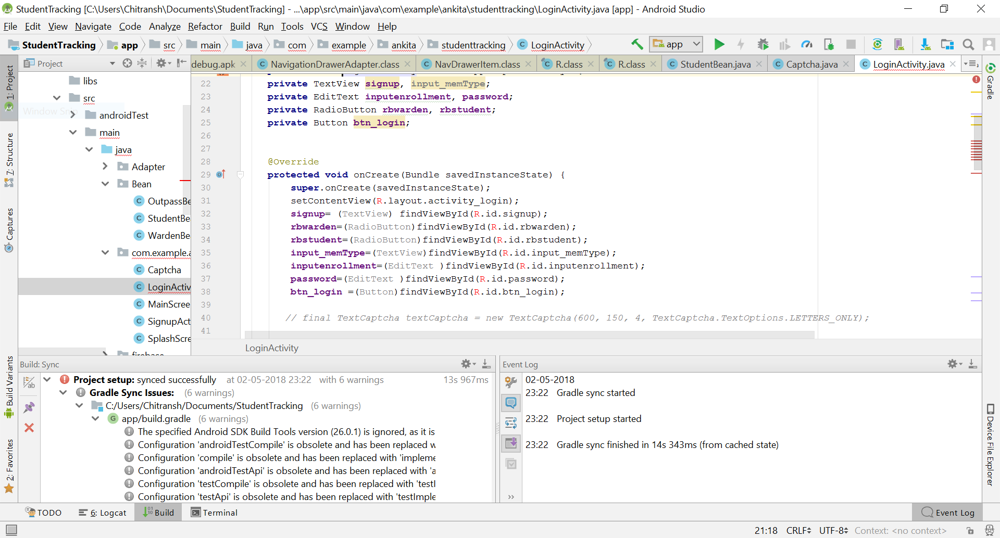 StudentTracking [C:\Users\Chitransh\Documents\StudentTracking] - ...\app\src\main\java\com\example\ankita\studenttracking\LoginActivity.java [app] - Android Studio
File Edit View Navigate Code Analyze Refactor Build Run Tools VCS Window Help
StudentTracking app src main java com example ankita studenttracking LoginActivity app
Project
debug.apk NavigationDrawerAdapter.class NavDrawerItem.class R.class R.class StudentBean.java Captcha.java LoginActivity.java
1: Project
7: Structure
Captures
Build Variants
2: Favorites
libs
src
Window Snip
androidTest
main
java
Adapter
Bean
OutpassBe
StudentBe
WardenBe
com.example.a
Captcha
LoginActiv
MainScree
SignupAct
SplashScre
firebase
22 private TextView signup, input_memType;
23 private EditText inputenrollment, password;
24 private RadioButton rbwarden, rbstudent;
25 private Button btn_login;
26
27
28 @Override
29 protected void onCreate(Bundle savedInstanceState) {
30 super.onCreate(savedInstanceState);
31 setContentView(R.layout.activity_login);
32 signup= (TextView) findViewById(R.id.signup);
33 rbwarden=(RadioButton)findViewById(R.id.rbwarden);
34 rbstudent=(RadioButton)findViewById(R.id.rbstudent);
35 input_memType=(TextView)findViewById(R.id.input_memType);
36 inputenrollment=(EditText )findViewById(R.id.inputenrollment);
37 password=(EditText )findViewById(R.id.password);
38 btn_login =(Button)findViewById(R.id.btn_login);
39
40 // final TextCaptcha textCaptcha = new TextCaptcha(600, 150, 4, TextCaptcha.TextOptions.LETTERS_ONLY);
41
LoginActivity
Gradle
Device File Explorer
Build: Sync
Project setup: synced successfully at 02-05-2018 23:22 with 6 warnings 13s 967ms
Gradle Sync Issues: (6 warnings)
C:/Users/Chitransh/Documents/StudentTracking (6 warnings)
app/build.gradle (6 warnings)
The specified Android SDK Build Tools version (26.0.1) is ignored, as it is
Configuration 'androidTestCompile' is obsolete and has been replaced w
Configuration 'compile' is obsolete and has been replaced with 'impleme
Configuration 'androidTestApi' is obsolete and has been replaced with 'a
Configuration 'testCompile' is obsolete and has been replaced with 'testI
Configuration 'testApi' is obsolete and has been replaced with 'testImple
Event Log
02-05-2018
23:22 Gradle sync started
23:22 Project setup started
23:22 Gradle sync finished in 14s 343ms (from cached state)
TODO 6: Logcat Build Terminal Event Log
21:18 CRLF UTF-8 Context: <no context>